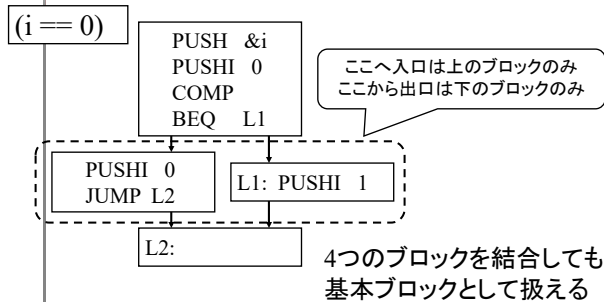 (i == 0)
PUSH &i
PUSHI 0
COMP
BEQ L1
ここへ入口は上のブロックのみ
ここから出口は下のブロックのみ
PUSHI 0
JUMP L2
L1: PUSHI 1
L2:
4つのブロックを結合しても
基本ブロックとして扱える